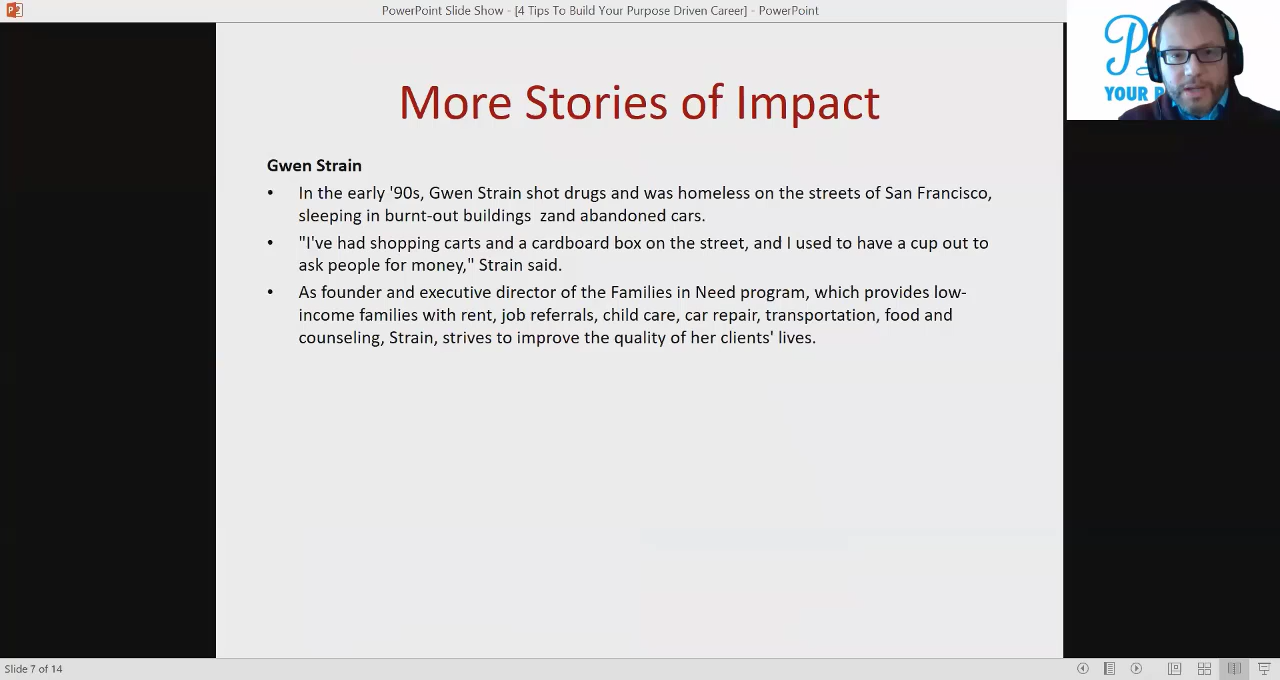 PowerPoint Slide Show - [4 Tips To Build Your Purpose Driven Career] - PowerPoint
YOUR
More Stories of Impact
Gwen Strain
• In the early '90s, Gwen Strain shot drugs and was homeless on the streets of San Francisco,
sleeping in burnt-out buildings  zand abandoned cars.
• "I've had shopping carts and a cardboard box on the street, and I used to have a cup out to
ask people for money," Strain said.
• As founder and executive director of the Families in Need program, which provides low-
income families with rent, job referrals, child care, car repair, transportation, food and
counseling, Strain, strives to improve the quality of her clients' lives.
Slide 7 of 14